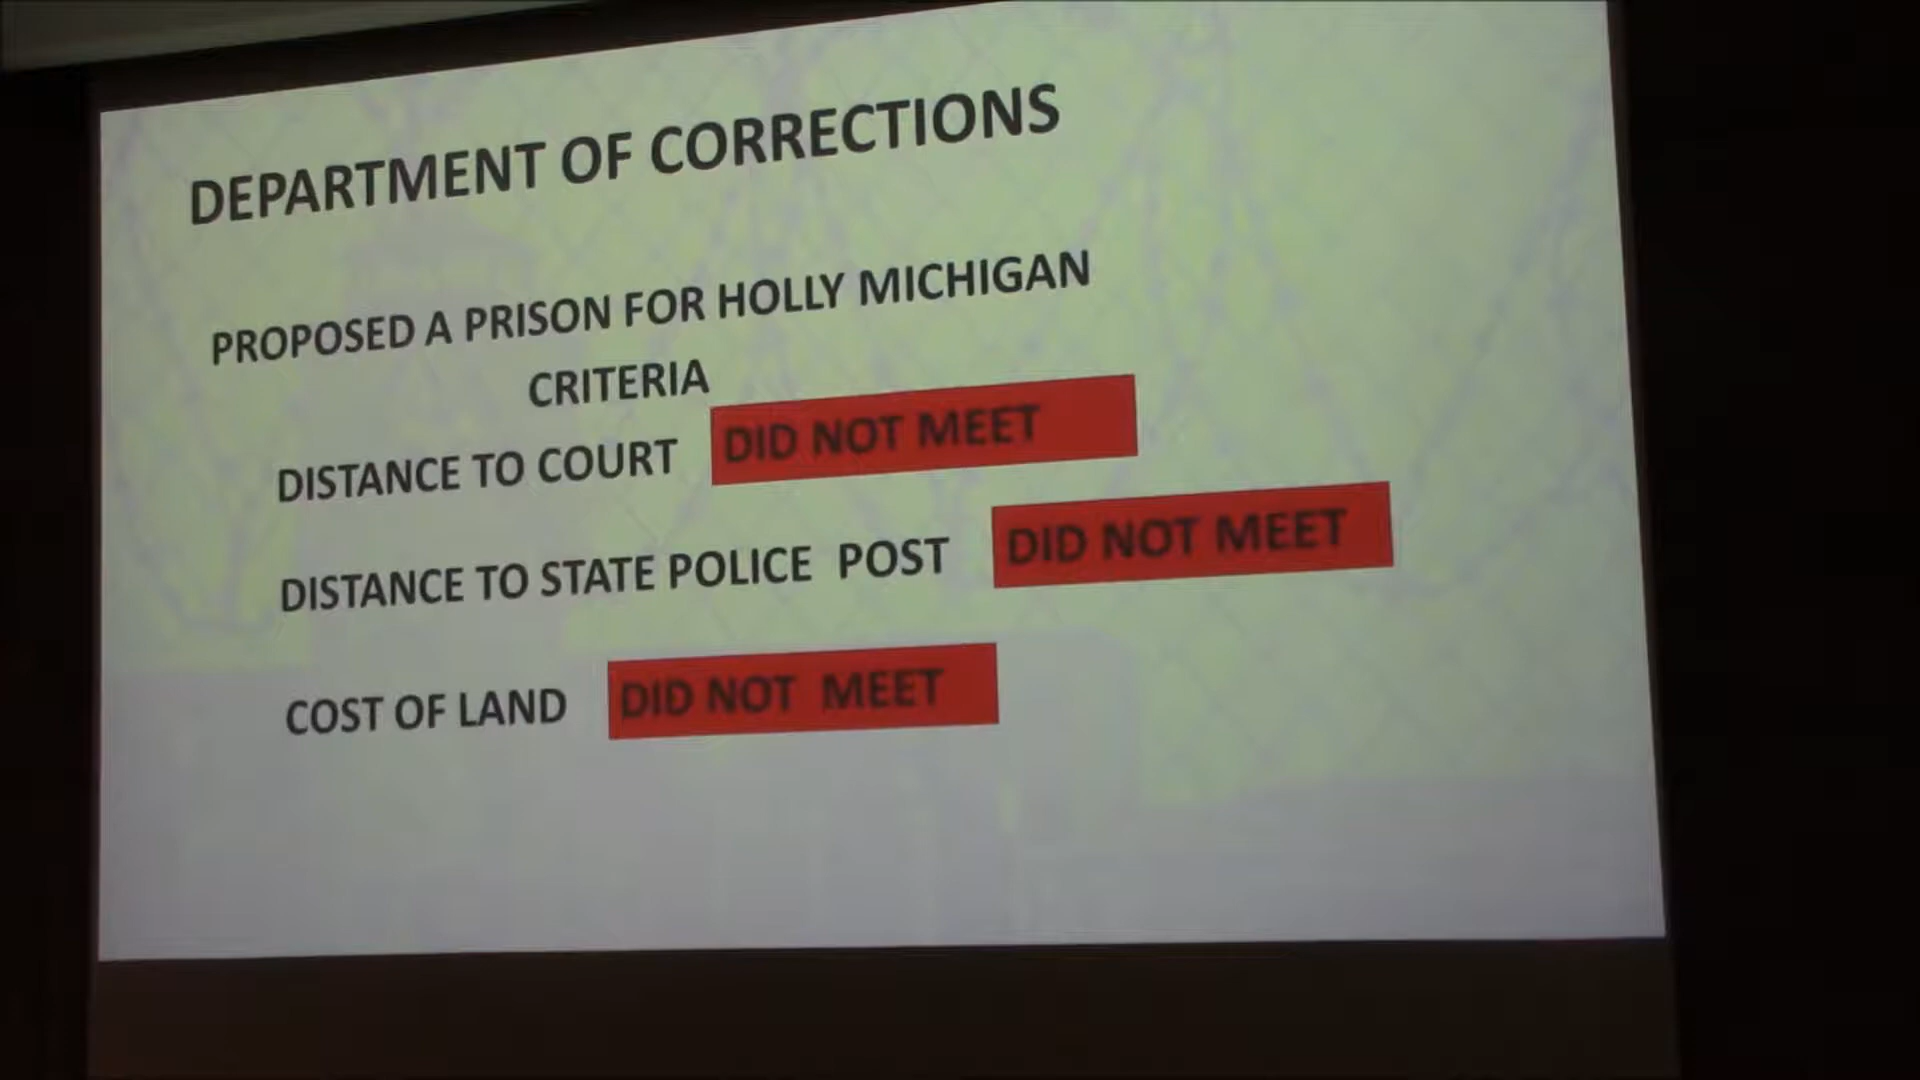 DEPARTMENT OF CORRECTIONS
PROPOSED A PRISON FOR HOLLY MICHIGAN
CRITERIA
DISTANCE TO COURT DID NOT MEET
DISTANCE TO STATE POLICE POST DID NOT MEET
COST OF LAND DID NOT MEET